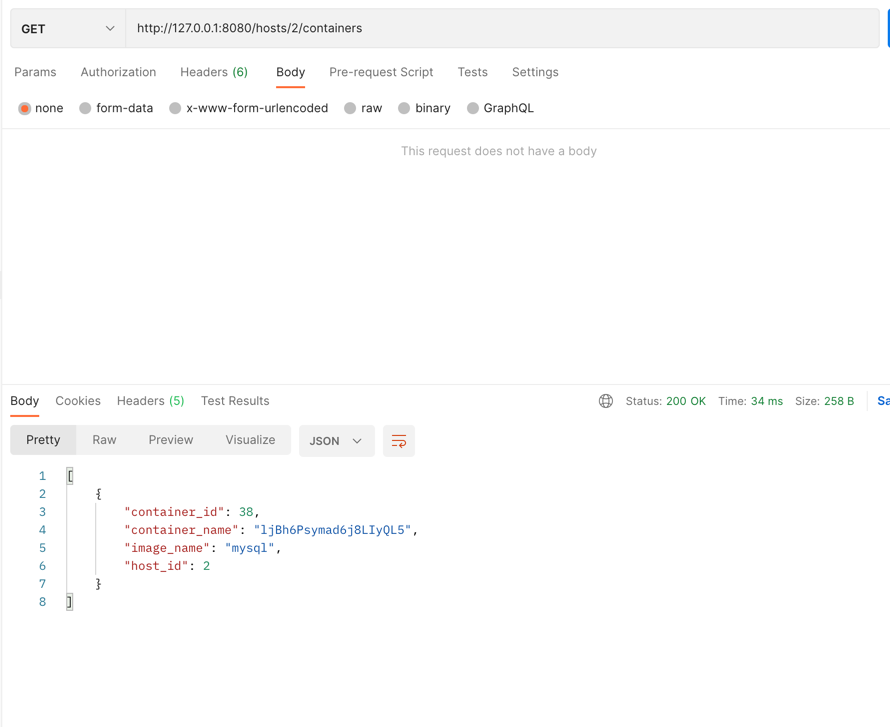 GET http://127.0.0.1:8080/hosts/2/containers
Params Authorization Headers (6) Body Pre-request Script Tests Settings
none form-data x-www-form-urlencoded raw binary GraphQL
This request does not have a body
Body Cookies Headers (5) Test Results Status: 200 OK Time: 34 ms Size: 258 B Sa
Pretty Raw Preview Visualize JSON
1 [
2 {
3 "container_id": 38,
4 "container_name": "ljBh6Psymad6j8LIyQL5",
5 "image_name": "mysql",
6 "host_id": 2
7 }
8 ]